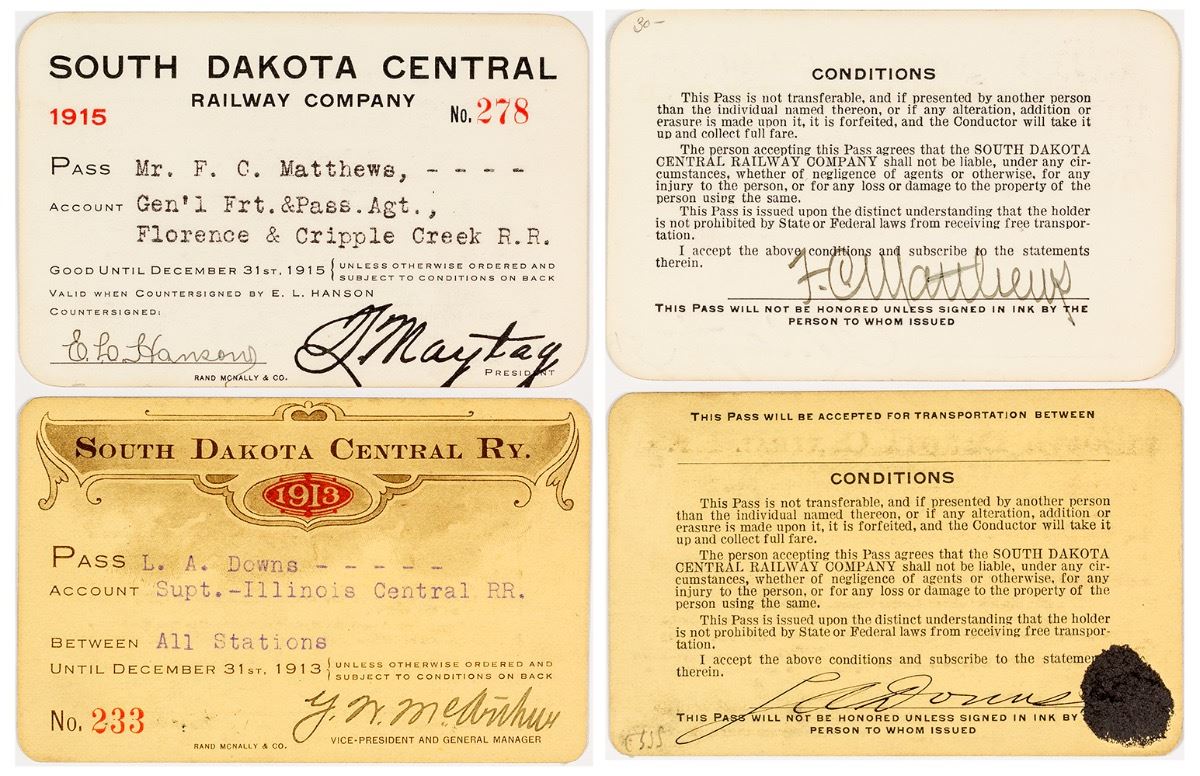 SOUTH DAKOTA CENTRAL
RAILWAY COMPANY
1915
No. 278
PASS Mr. F. C. Matthews, - - - -
ACCOUNT Gen'l Frt.&Pass.Agt.,
Florence & Cripple Creek R.R.
GOOD UNTIL DECEMBER 31ST, 1915 { UNLESS OTHERWISE ORDERED AND
SUBJECT TO CONDITIONS ON BACK
VALID WHEN COUNTERSIGNED BY E. L. HANSON
COUNTERSIGNED:
E. L. Hanson
Maytag
PRESIDENT
RAND MCNALLY & CO.
30-
CONDITIONS
This Pass is not transferable, and if presented by another person
than the individual named thereon, or if any alteration, addition or
erasure is made upon it, it is forfeited, and the Conductor will take it
up and collect full fare.
The person accepting this Pass agrees that the SOUTH DAKOTA
CENTRAL RAILWAY COMPANY shall not be liable, under any cir-
cumstances, whether of negligence of agents or otherwise, for any
injury to the person, or for any loss or damage to the property of the
person using the same.
This Pass is issued upon the distinct understanding that the holder
is not prohibited by State or Federal laws from receiving free transpor-
tation.
I accept the above conditions and subscribe to the statements
therein.
F. C. Matthews
THIS PASS WILL NOT BE HONORED UNLESS SIGNED IN INK BY THE
PERSON TO WHOM ISSUED
SOUTH DAKOTA CENTRAL RY.
1913
PASS L. A. Downs - - - - -
ACCOUNT Supt.-Illinois Central RR.
BETWEEN All Stations
UNTIL DECEMBER 31ST, 1913 { UNLESS OTHERWISE ORDERED AND
SUBJECT TO CONDITIONS ON BACK
No. 233
VICE-PRESIDENT AND GENERAL MANAGER
RAND MCNALLY & CO.
THIS PASS WILL BE ACCEPTED FOR TRANSPORTATION BETWEEN
CONDITIONS
This Pass is not transferable, and if presented by another person
than the individual named thereon, or if any alteration, addition or
erasure is made upon it, it is forfeited, and the Conductor will take it
up and collect full fare.
The person accepting this Pass agrees that the SOUTH DAKOTA
CENTRAL RAILWAY COMPANY shall not be liable, under any cir-
cumstances, whether of negligence of agents or otherwise, for any
injury to the person, or for any loss or damage to the property of the
person using the same.
This Pass is issued upon the distinct understanding that the holder
is not prohibited by State or Federal laws from receiving free transpor-
tation.
I accept the above conditions and subscribe to the statemen
therein.
L A Downs
THIS PASS WILL NOT BE HONORED UNLESS SIGNED IN INK BY
PERSON TO WHOM ISSUED